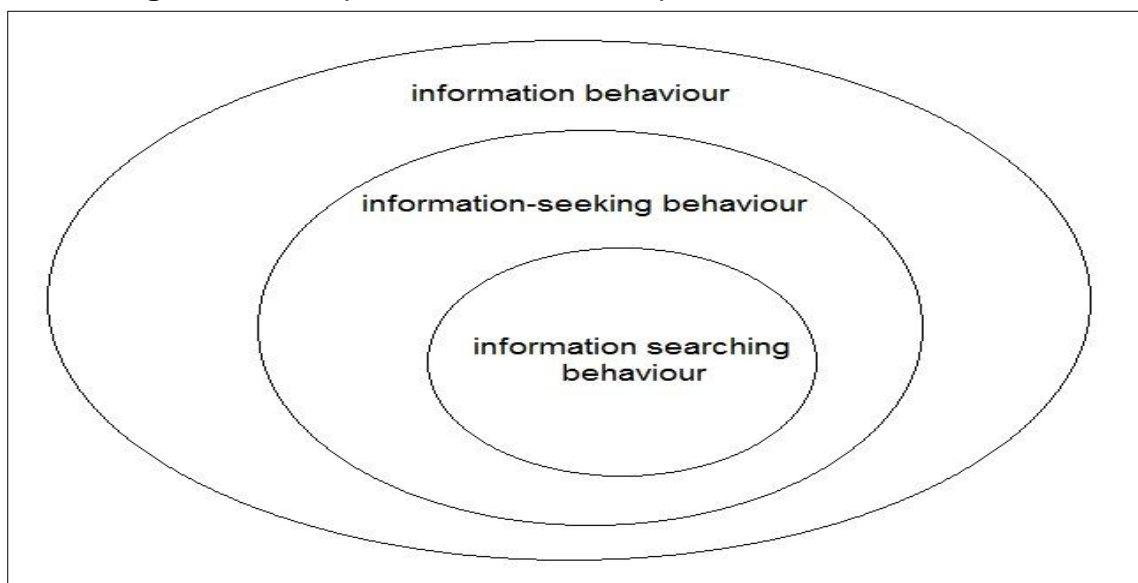 information behaviour
information-seeking behaviour
information searching
behaviour